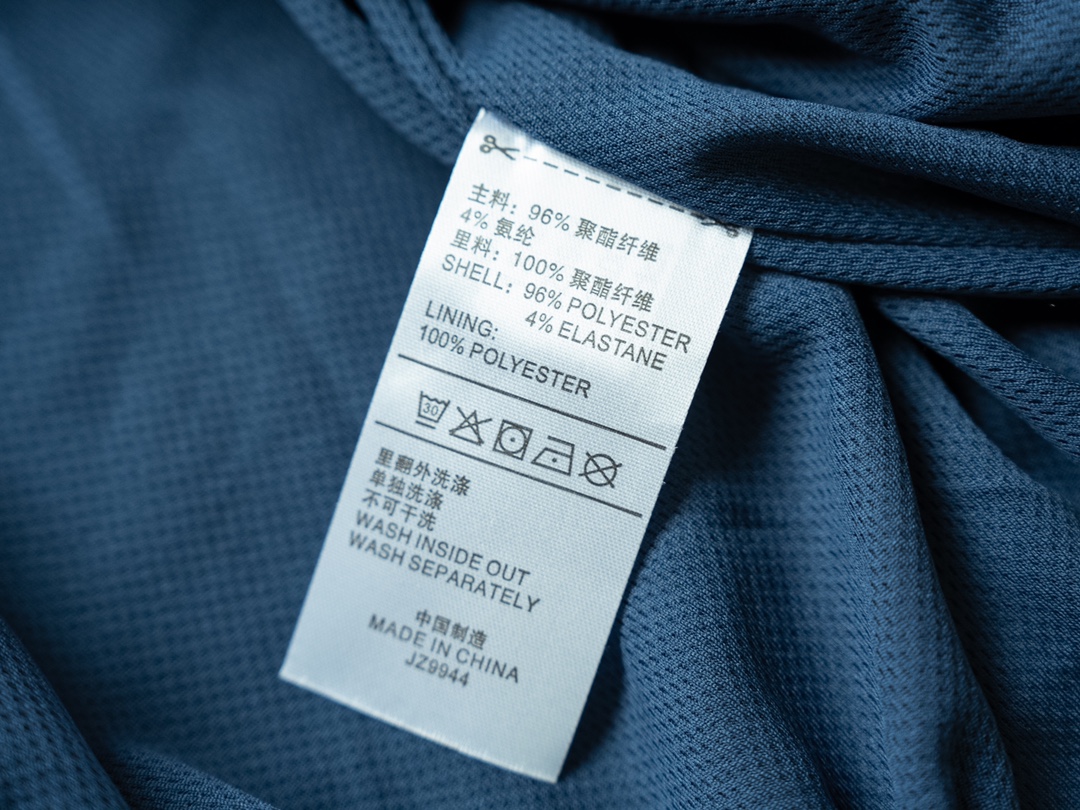 主料：96% 聚酯纤维
4% 氨纶
里料：100% 聚酯纤维
SHELL：96% POLYESTER
4% ELASTANE
LINING:
100% POLYESTER
30
里翻外洗涤
单独洗涤
不可干洗
WASH INSIDE OUT
WASH SEPARATELY
中国制造
MADE IN CHINA
JZ9944